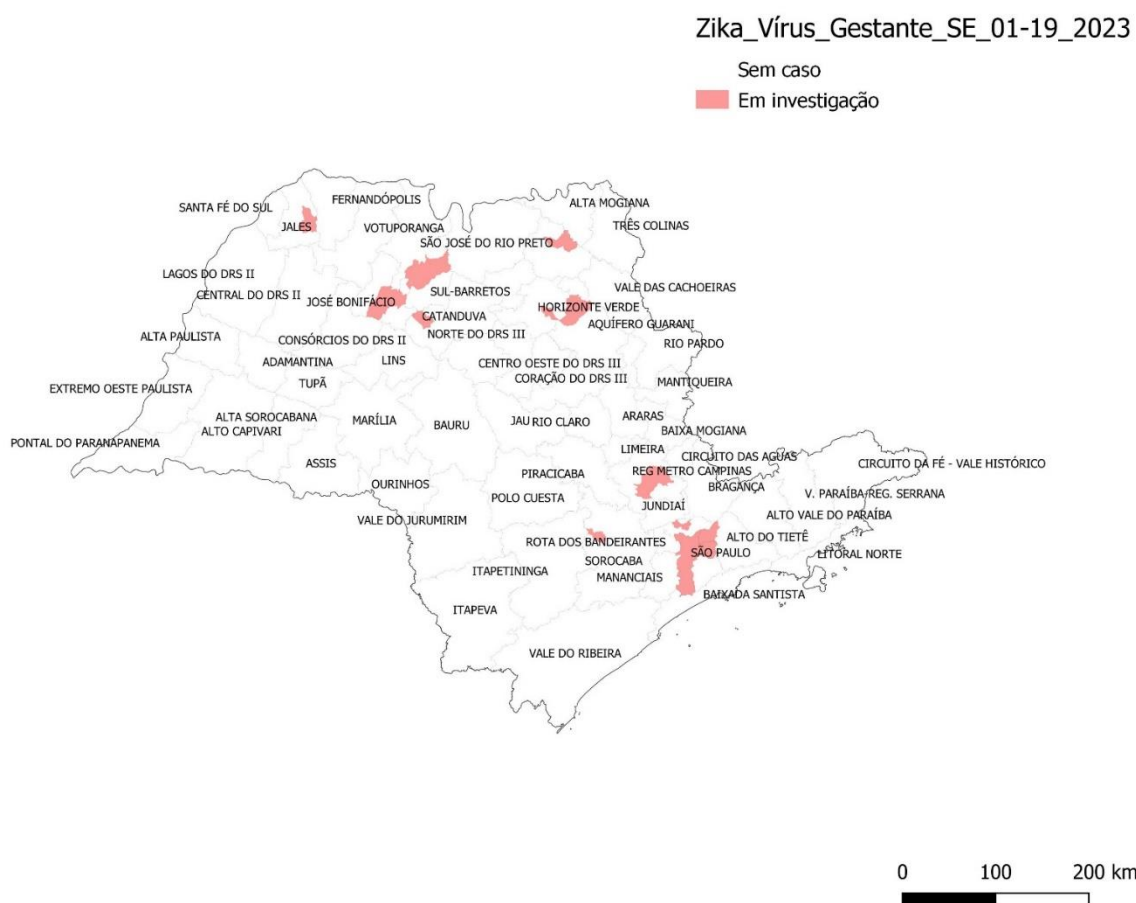 Zika_Vírus_Gestante_SE_01-19_2023
Sem caso
Em investigação
FERNANDÓPOLIS
SANTA FÉ DO SUL
ALTA MOGIANA
JALES
VOTUPORANGA
TRÊS COLINAS
SÃO JOSÉ DO RIO PRETO
LAGOS DO DRS II
VALE DAS CACHOEIRAS
CENTRAL DO DRS II
SUL-BARRETOS
JOSÉ BONIFÁCIO
HORIZONTE VERDE
CATANDUVA
AQUÍFERO GUARANI
ALTA PAULISTA
NORTE DO DRS III
CONSÓRCIOS DO DRS II
RIO PARDO
ADAMANTINA
LINS
CENTRO OESTE DO DRS III
CORAÇÃO DO DRS III
TUPÃ
MANTIQUEIRA
EXTREMO OESTE PAULISTA
ALTA SOROCABANA
MARÍLIA
BAURU
JAU
RIO CLARO
ARARAS
ALTO CAPIVARI
BAIXA MOGIANA
PONTAL DO PARANAPANEMA
LIMEIRA
CIRCUITO DAS AGUAS
ASSIS
CIRCUITO DA FÉ - VALE HISTÓRICO
PIRACICABA
REG METRO CAMPINAS
OURINHOS
BRAGANÇA
V. PARAÍBA-REG. SERRANA
POLO CUESTA
JUNDIAÍ
ALTO VALE DO PARAÍBA
VALE DO JURUMIRIM
ROTA DOS BANDEIRANTES
ALTO DO TIETÊ
SÃO PAULO
LITORAL NORTE
SOROCABA
ITAPETININGA
MANANCIAIS
BAIXADA SANTISTA
ITAPEVA
VALE DO RIBEIRA
0 100 200 km